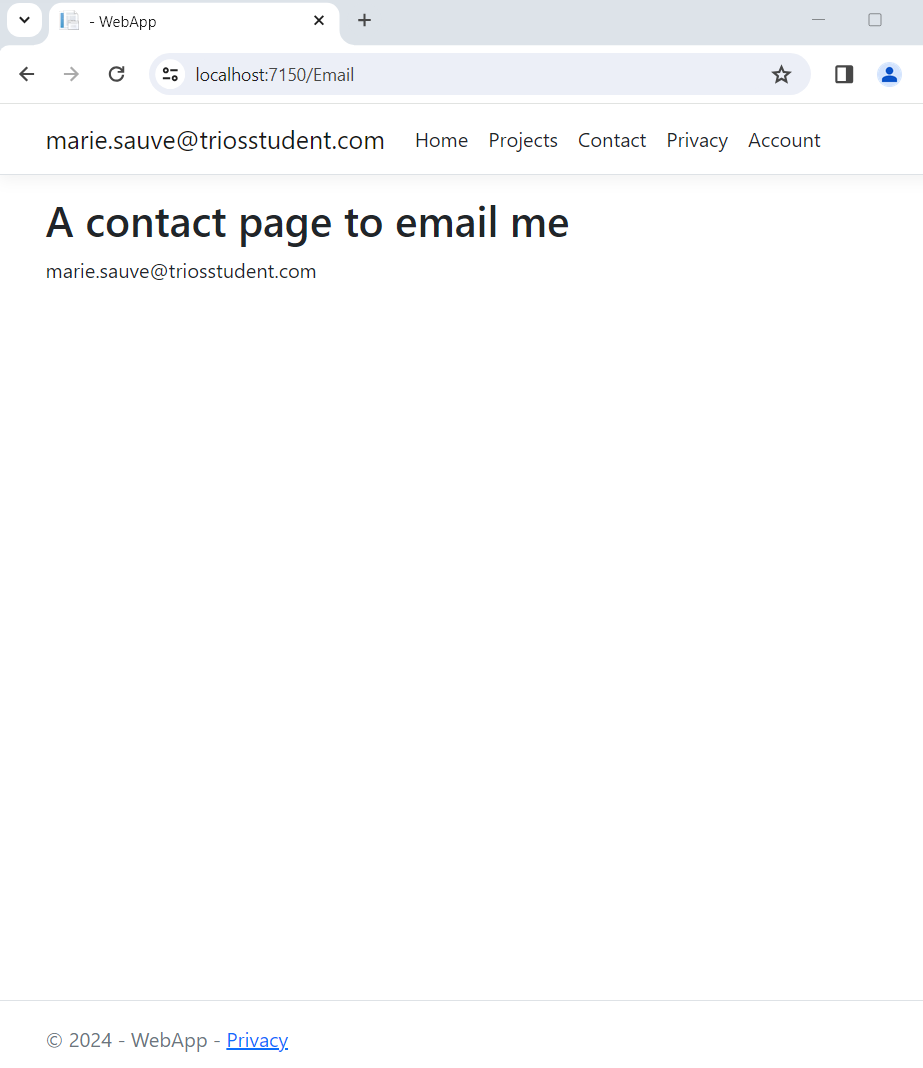 - WebApp
localhost:7150/Email
marie.sauve@triosstudent.com Home Projects Contact Privacy Account
A contact page to email me
marie.sauve@triosstudent.com
© 2024 - WebApp - Privacy